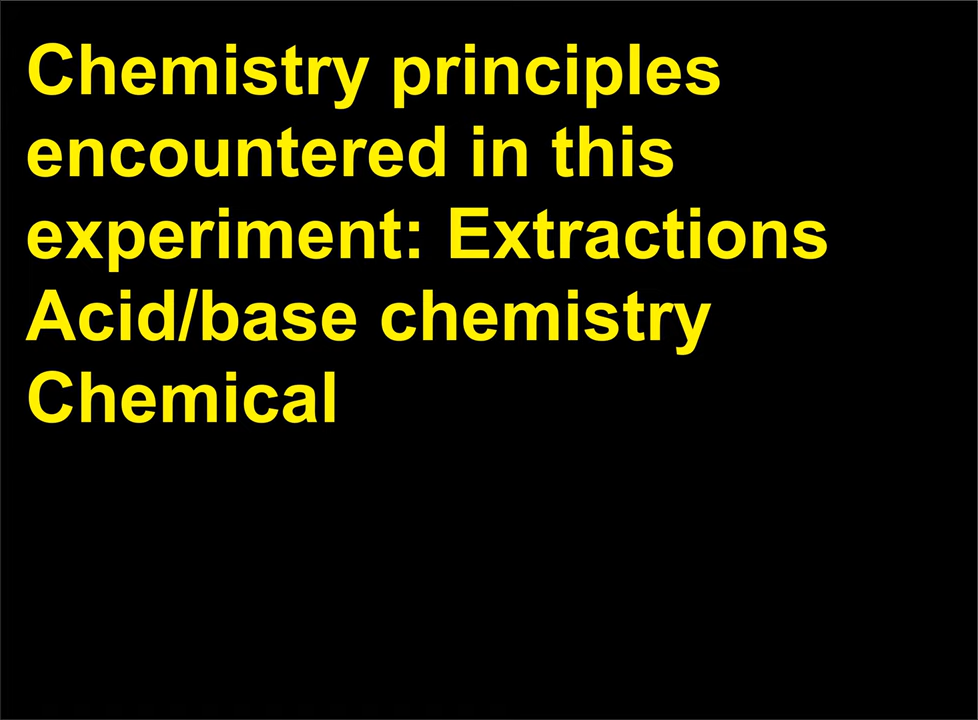 Chemistry principles
encountered in this
experiment: Extractions
Acid/base chemistry
Chemical